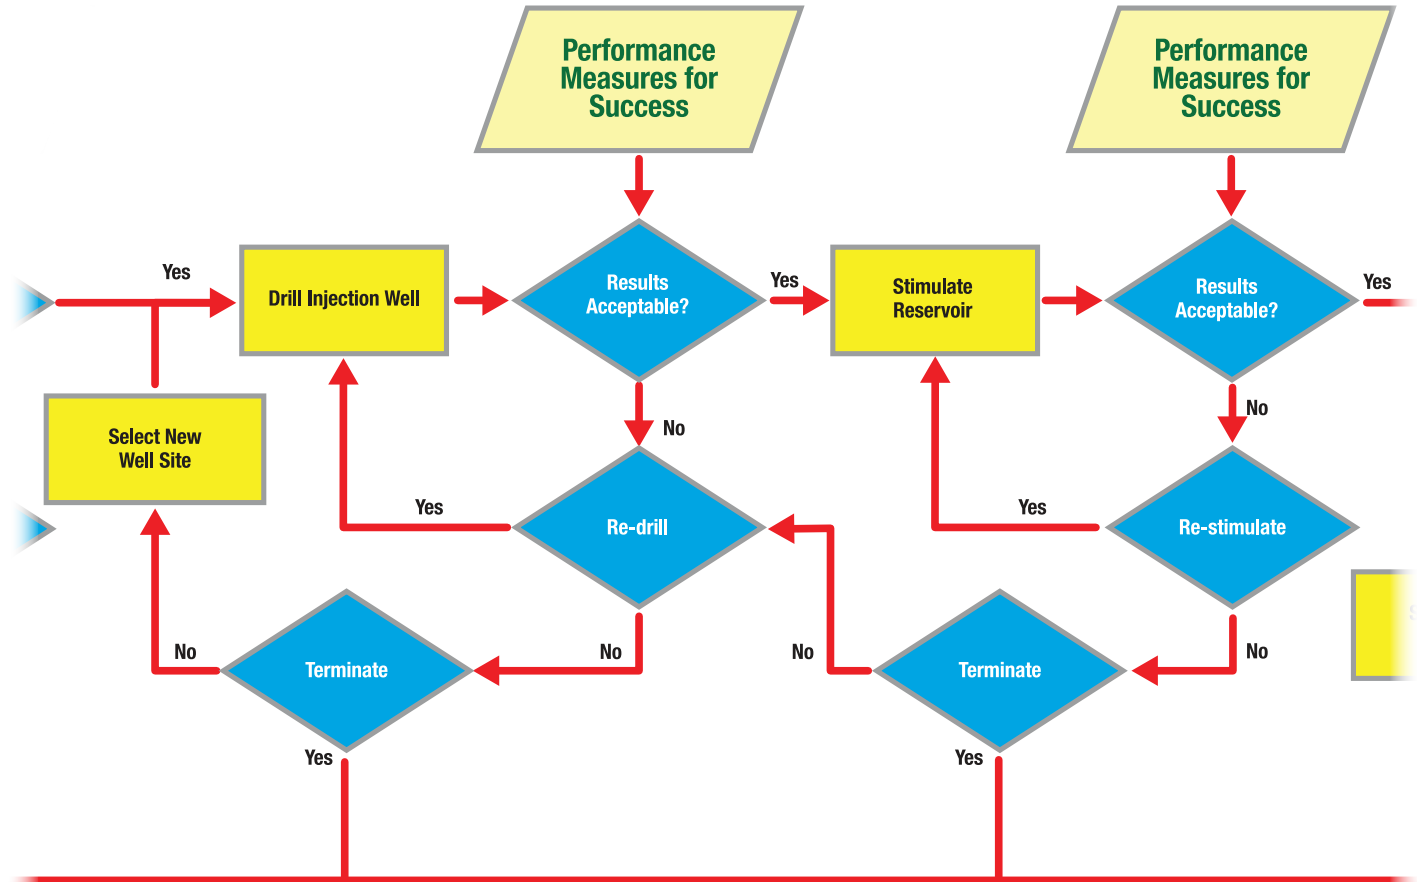 Performance
Measures for
Success
Performance
Measures for
Success
Yes
Drill Injection Well
Results
Acceptable?
Yes
Stimulate
Reservoir
Results
Acceptable?
Yes
Select New
Well Site
No
No
Yes
Re-drill
Yes
Re-stimulate
No
Terminate
No
No
Terminate
No
Yes
Yes